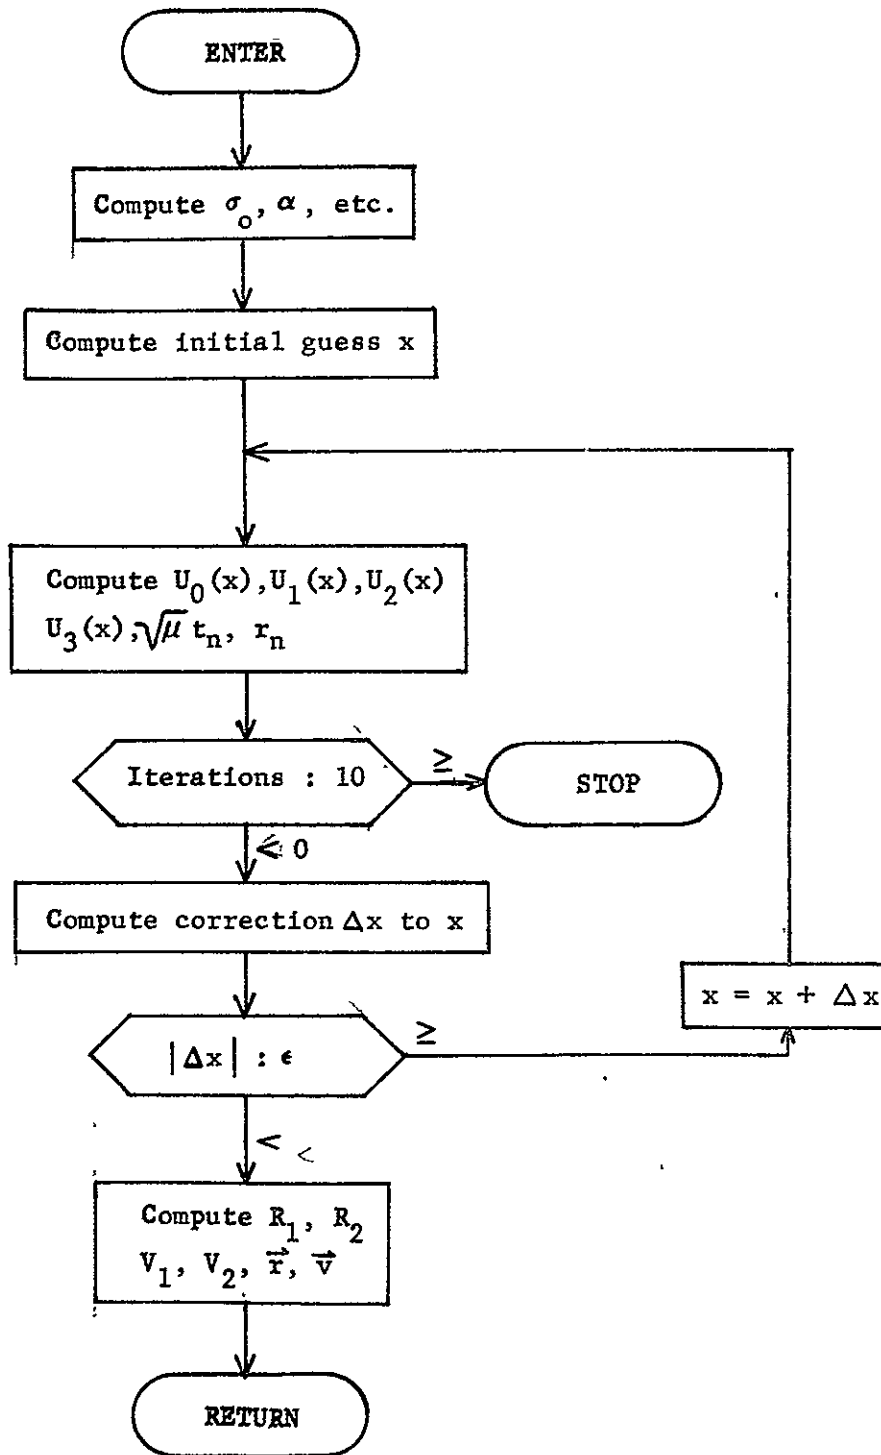 ENTER
Compute σ₀, α, etc.
Compute initial guess x
Compute U₀(x),U₁(x),U₂(x)
U₃(x),√μ tₙ, rₙ
Iterations : 10
≥
STOP
< 0
Compute correction Δx to x
x = x + Δx
|Δx| : ϵ
≥
< <
Compute R₁, R₂
V₁, V₂, r⃗, v⃗
RETURN